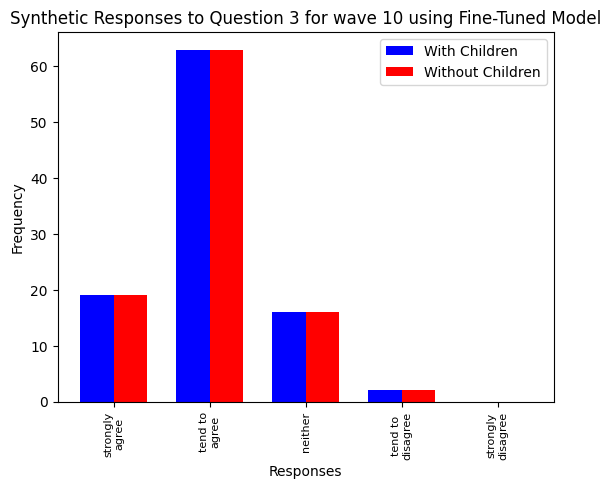 Synthetic Responses to Question 3 for wave 10 using Fine-Tuned Model
With Children
Without Children
Frequency
60
50
40
30
20
10
0
strongly
agree
tend to
agree
neither
tend to
disagree
strongly
disagree
Responses